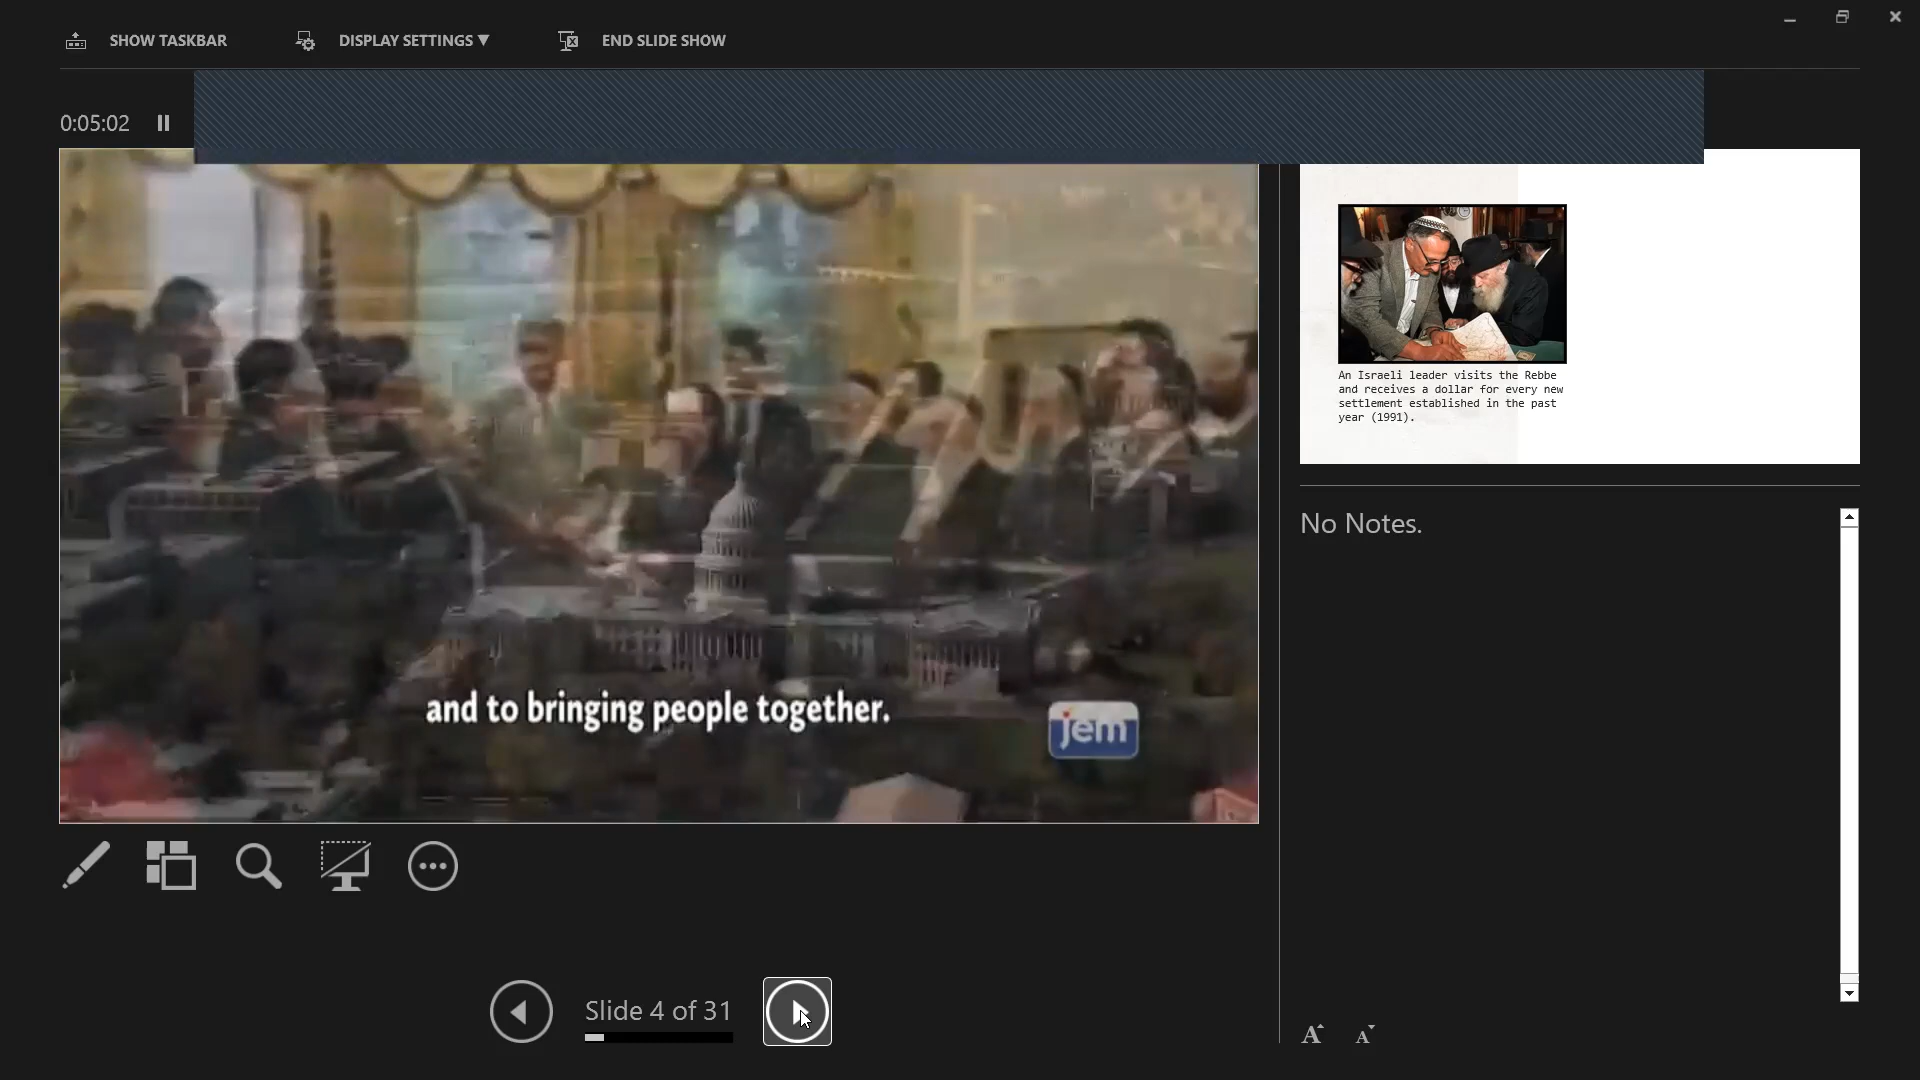 SHOW TASKBAR
DISPLAY SETTINGS ▼
END SLIDE SHOW
0:05:02
and to bringing people together.
jem
An Israeli leader visits the Rebbe
and receives a dollar for every new
settlement established in the past
year (1991).
No Notes.
Slide 4 of 31
A A